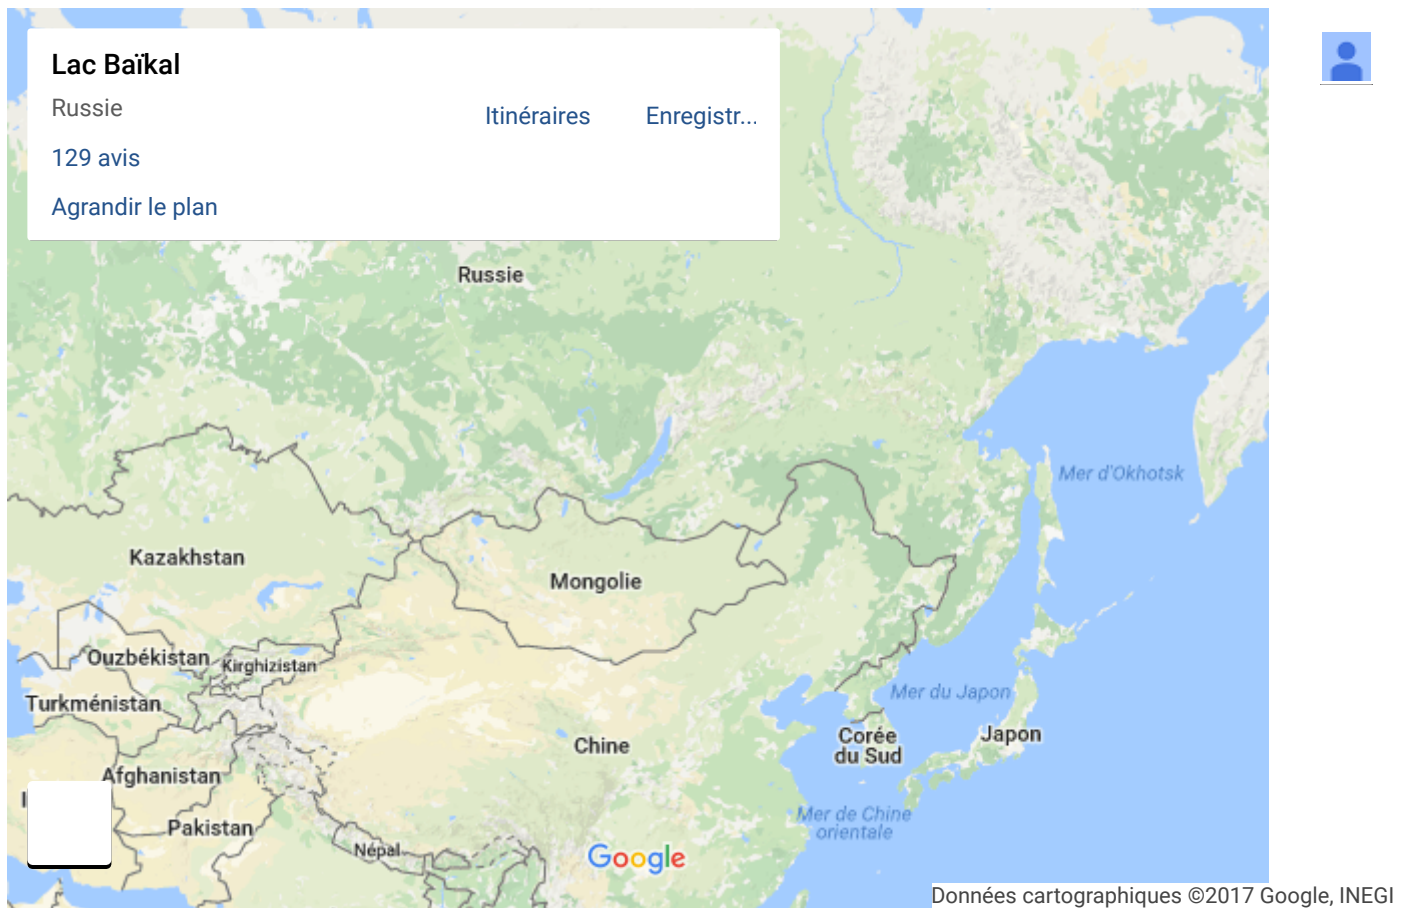 Lac Baïkal
Russie
Itinéraires
Enregistr...
129 avis
Agrandir le plan
Russie
Mer d'Okhotsk
Kazakhstan
Mongolie
Ouzbékistan
Kirghizistan
Turkménistan
Mer du Japon
Japon
Corée
du Sud
Chine
Afghanistan
Mer de Chine
orientale
Pakistan
Népal
Google
Données cartographiques ©2017 Google, INEGI